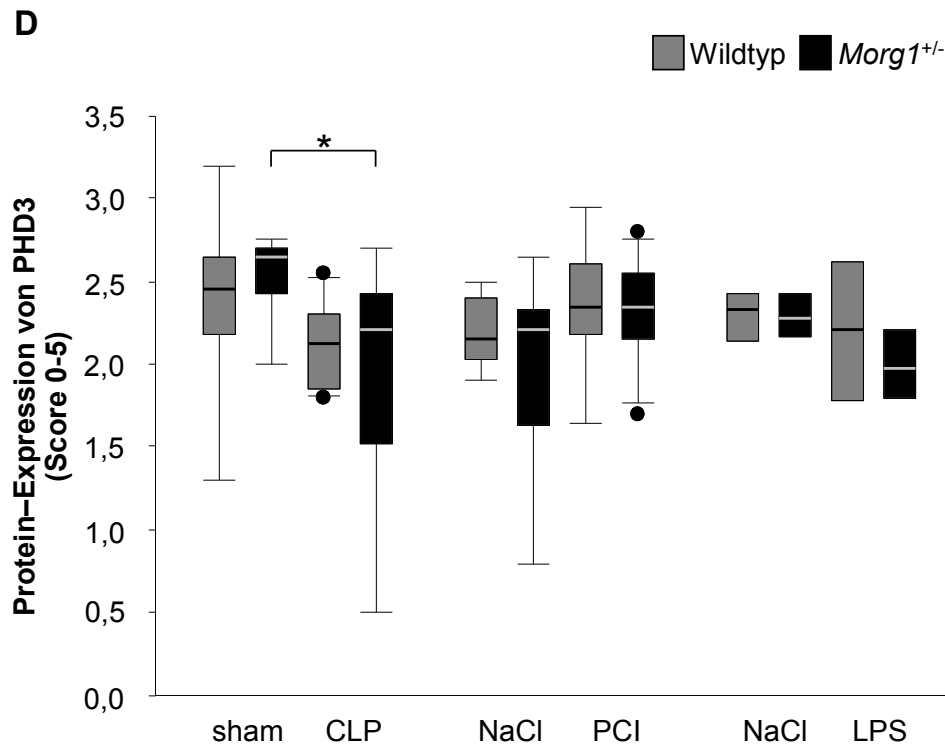 D
Wildtyp Morg1+/-
3,5
3,0
2,5
2,0
1,5
1,0
0,5
0,0
Protein–Expression von PHD3
(Score 0-5)
*
sham CLP NaCl PCI NaCl LPS